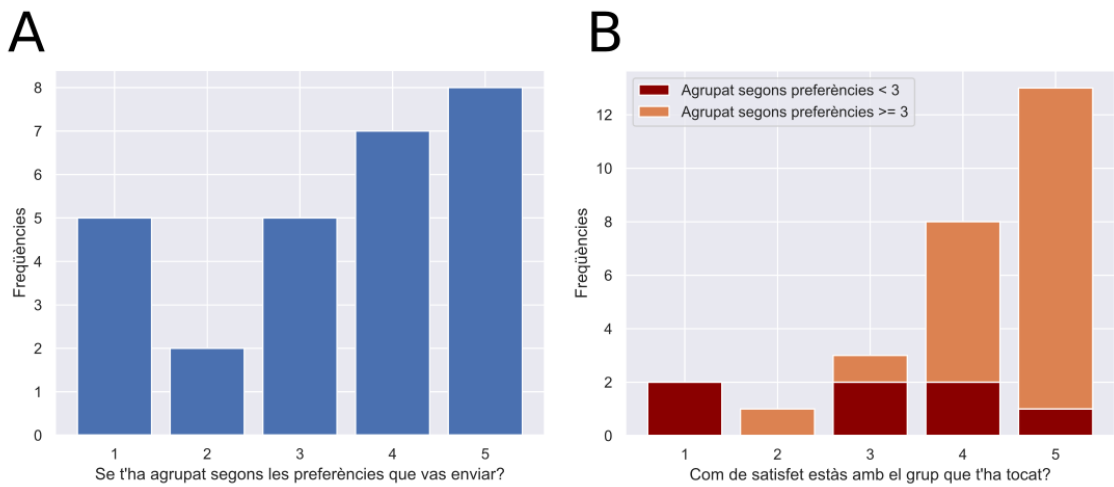 A
B
8
7
6
5
4
3
2
1
0
Freqüències
1 2 3 4 5
Se t'ha agrupat segons les preferències que vas enviar?
Agrupat segons preferències < 3
Agrupat segons preferències >= 3
12
10
8
6
4
2
0
Freqüències
1 2 3 4 5
Com de satisfet estàs amb el grup que t'ha tocat?